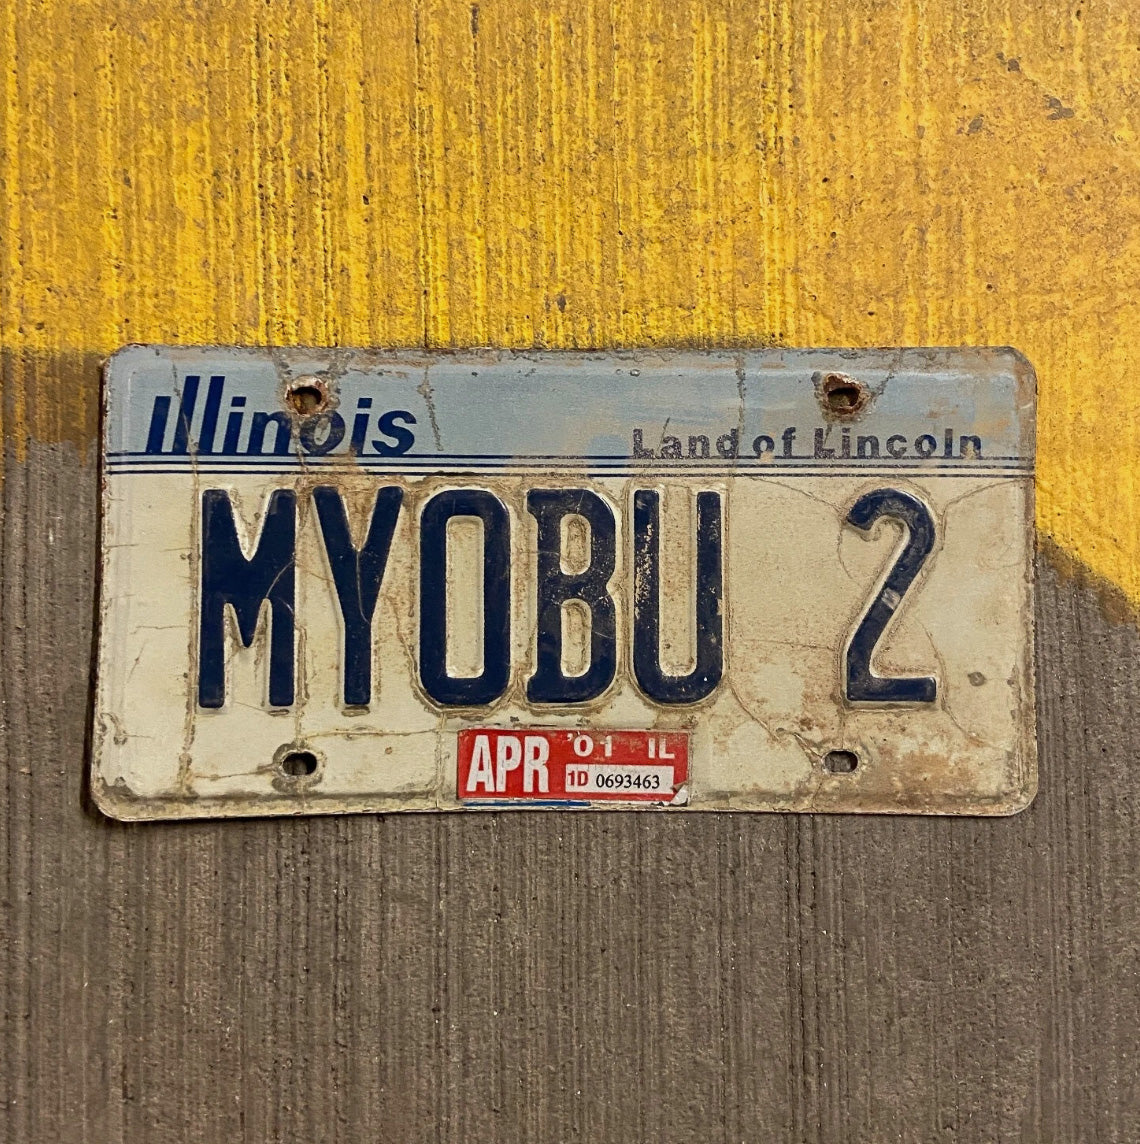 Illinois
Land of Lincoln
MYOBU 2
APR '01 IL
1D 0693463